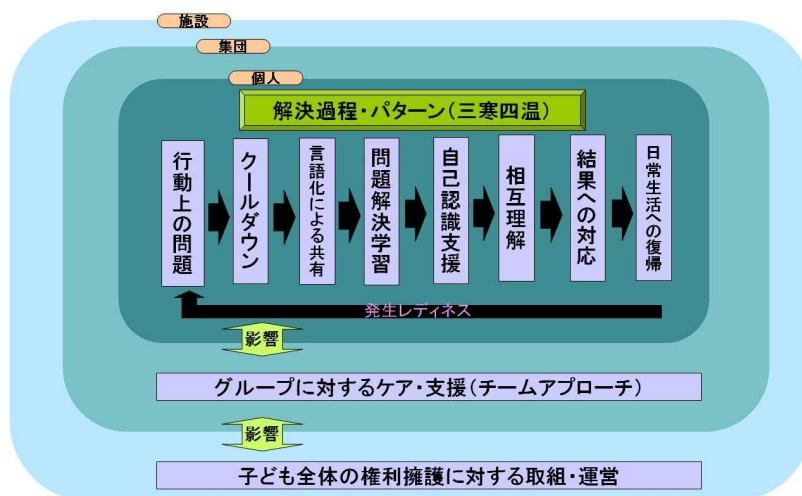 施設
集団
個人
解決過程・パターン(三寒四温)
行動上の問題
クールダウン
言語化による共有
問題解決学習
自己認識支援
相互理解
結果への対応
日常生活への復帰
発生レディネス
影響
グループに対するケア・支援(チームアプローチ)
影響
子ども全体の権利擁護に対する取組・運営